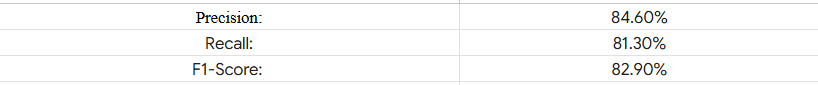 Precision: 84.60%
Recall: 81.30%
F1-Score: 82.90%